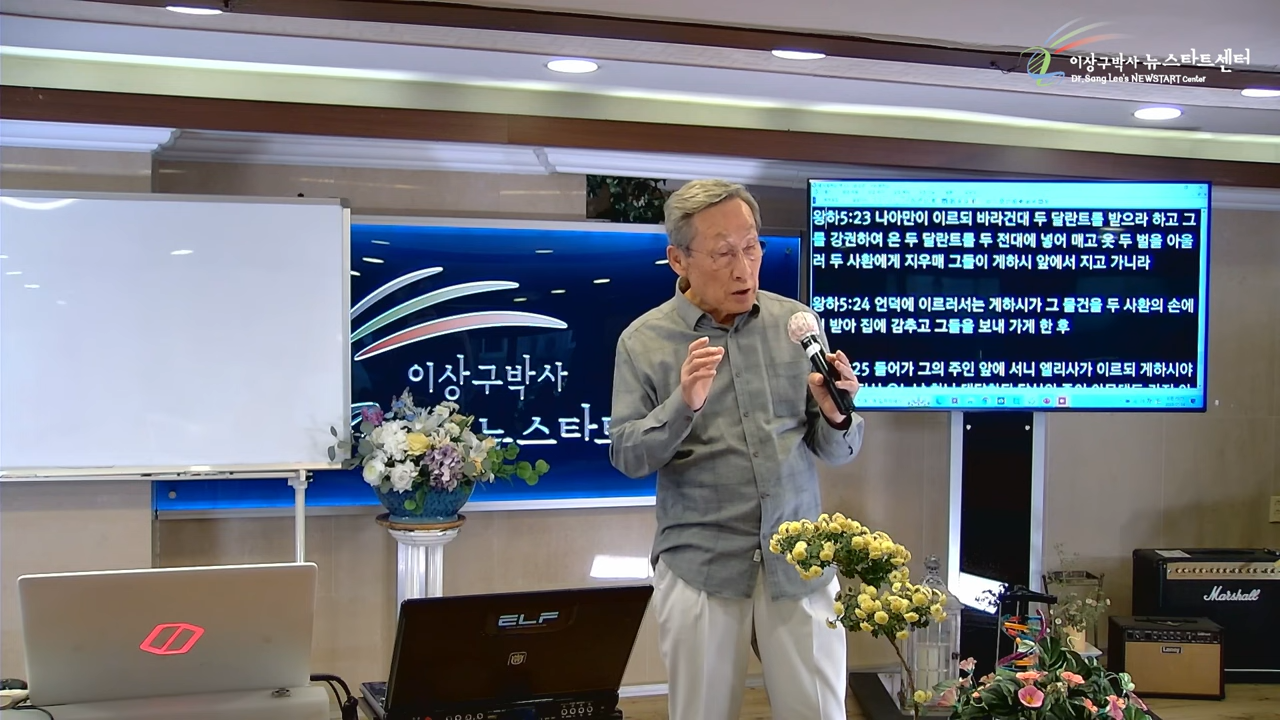 이상구박사 뉴스타트센터
Dr. Sang Lee's NEWSTART Center
왕하5:23 나아만이 이르되 바라건대 두 달란트를 받으라 하고 그
를 강권하여 은 두 달란트를 두 전대에 넣어 매고 옷 두 벌을 아울
러 두 사환에게 지우매 그들이 게하시 앞에서 지고 가니라
왕하5:24 언덕에 이르러서는 게하시가 그 물건을 두 사환의 손에
받아 집에 감추고 그들을 보내 가게 한 후
25 들어가 그의 주인 앞에 서니 엘리사가 이르되 게하시야
이상구박사
뉴스타트
ELF
Marshall
Laney